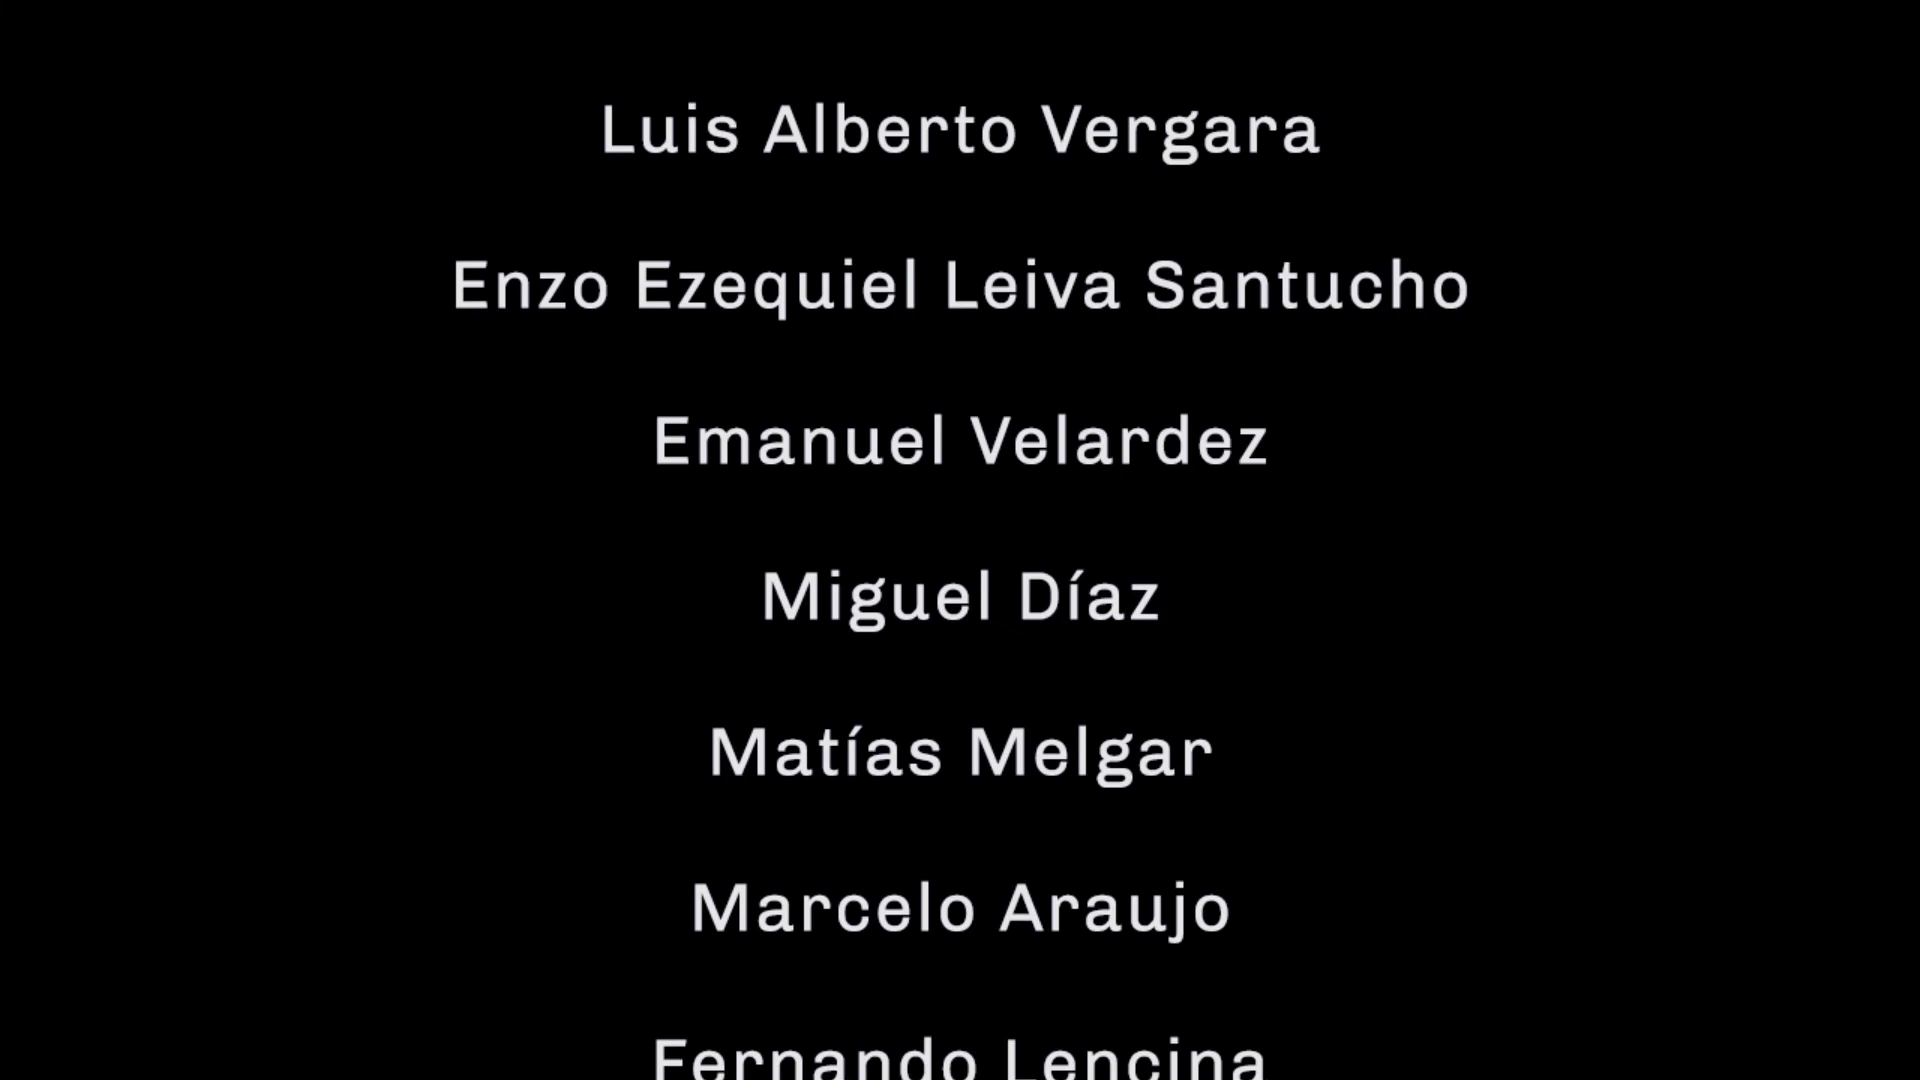 Luis Alberto Vergara
Enzo Ezequiel Leiva Santucho
Emanuel Velardez
Miguel Díaz
Matías Melgar
Marcelo Araujo
Fernando Lencina